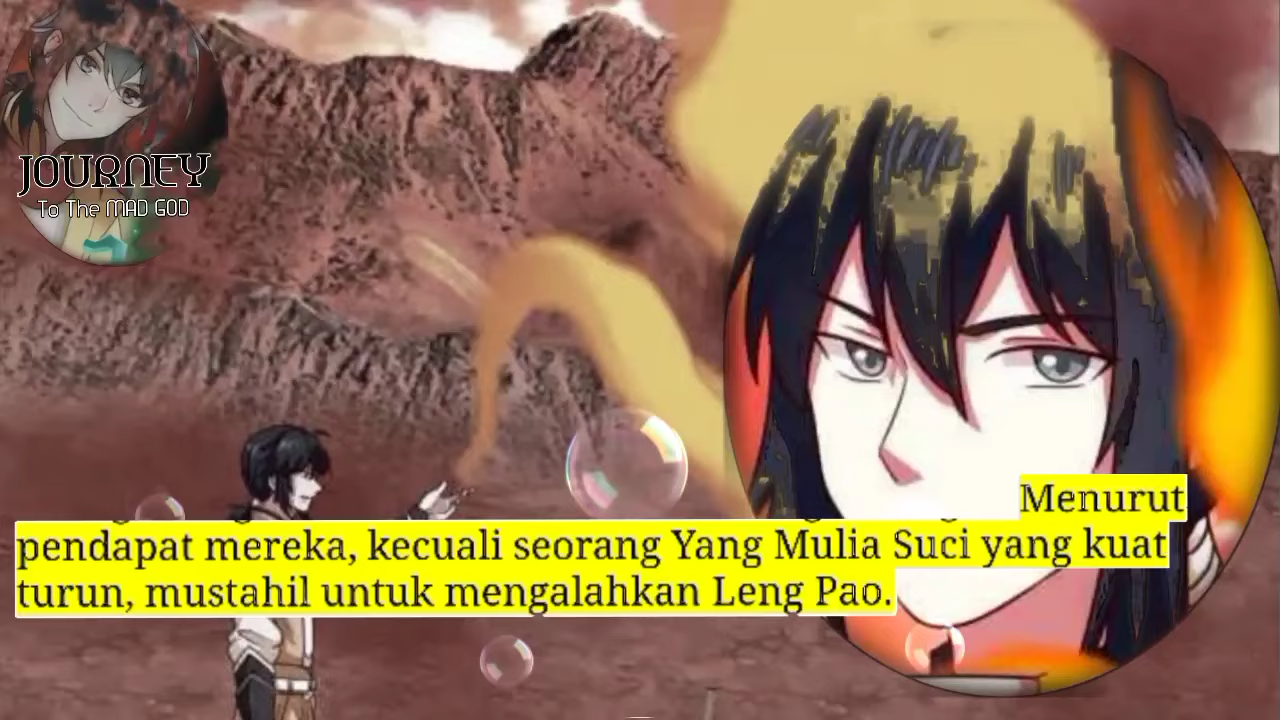 JOURNEY
To The MAD GOD
Menurut
pendapat mereka, kecuali seorang Yang Mulia Suci yang kuat
turun, mustahil untuk mengalahkan Leng Pao.